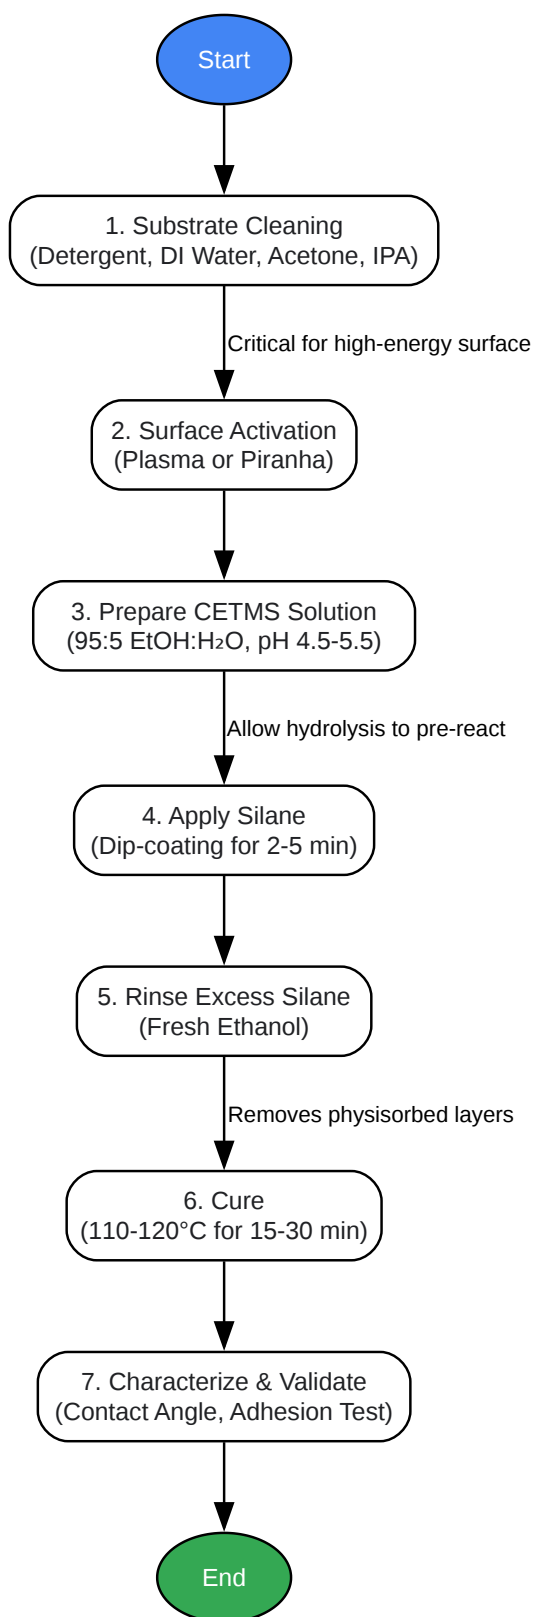 Start
1. Substrate Cleaning
(Detergent, DI Water, Acetone, IPA)
Critical for high-energy surface
2. Surface Activation
(Plasma or Piranha)
3. Prepare CETMS Solution
(95:5 EtOH:H₂O, pH 4.5-5.5)
Allow hydrolysis to pre-react
4. Apply Silane
(Dip-coating for 2-5 min)
5. Rinse Excess Silane
(Fresh Ethanol)
Removes physisorbed layers
6. Cure
(110-120°C for 15-30 min)
7. Characterize & Validate
(Contact Angle, Adhesion Test)
End